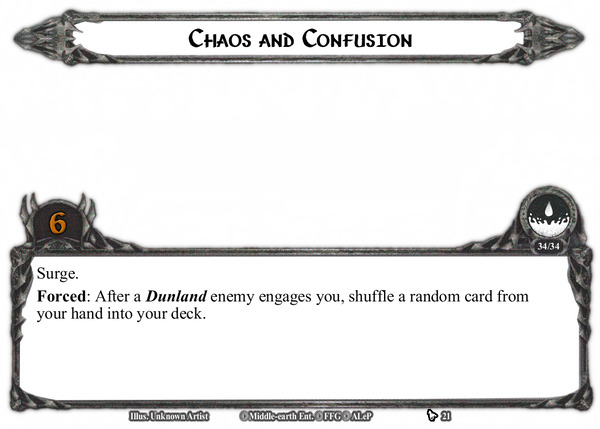 Chaos and Confusion
6
34/34
Surge.
Forced: After a Dunland enemy engages you, shuffle a random card from
your hand into your deck.
Illus. Unknown Artist ©Middle-earth Ent. ©FFG ©ALeP 21